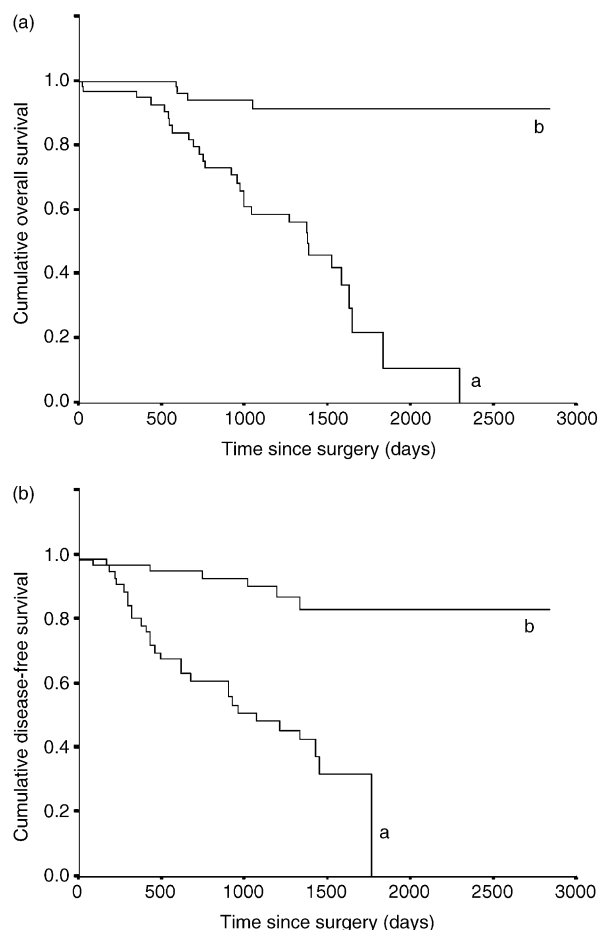 (a)
Cumulative overall survival
1.0
0.8
0.6
0.4
0.2
0.0
b
a
0 500 1000 1500 2000 2500 3000
Time since surgery (days)
(b)
Cumulative disease-free survival
1.0
0.8
0.6
0.4
0.2
0.0
b
a
0 500 1000 1500 2000 2500 3000
Time since surgery (days)